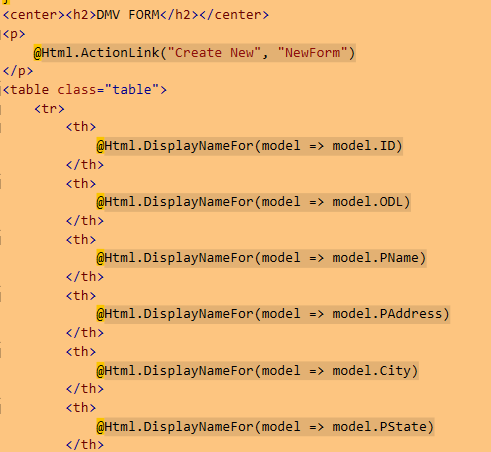 }
<center><h2>DMV FORM</h2></center>
<p>
@Html.ActionLink("Create New", "NewForm")
</p>
<table class="table">
<tr>
<th>
@Html.DisplayNameFor(model => model.ID)
</th>
<th>
@Html.DisplayNameFor(model => model.ODL)
</th>
<th>
@Html.DisplayNameFor(model => model.PName)
</th>
<th>
@Html.DisplayNameFor(model => model.PAddress)
</th>
<th>
@Html.DisplayNameFor(model => model.City)
</th>
<th>
@Html.DisplayNameFor(model => model.PState)
</th>